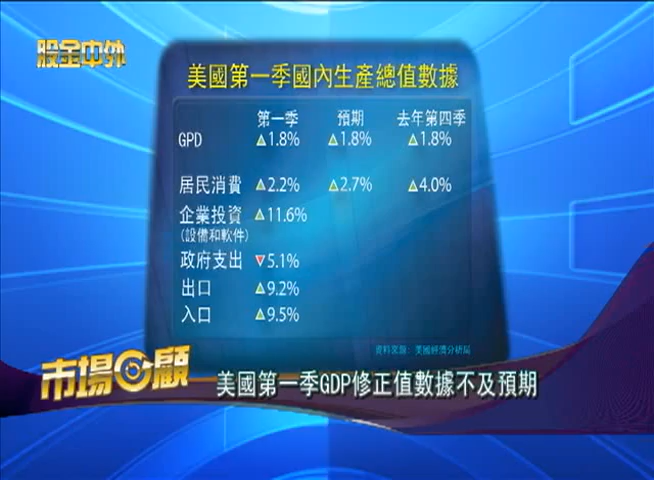 股金中外
美國第一季國內生產總值數據
第一季 預期 去年第四季
GPD ▲1.8% ▲1.8% ▲1.8%
居民消費 ▲2.2% ▲2.7% ▲4.0%
企業投資 ▲11.6%
(設備和軟件)
政府支出 ▼5.1%
出口 ▲9.2%
入口 ▲9.5%
資料來源：美國經濟分析局
市場回顧
美國第一季GDP修正值數據不及預期